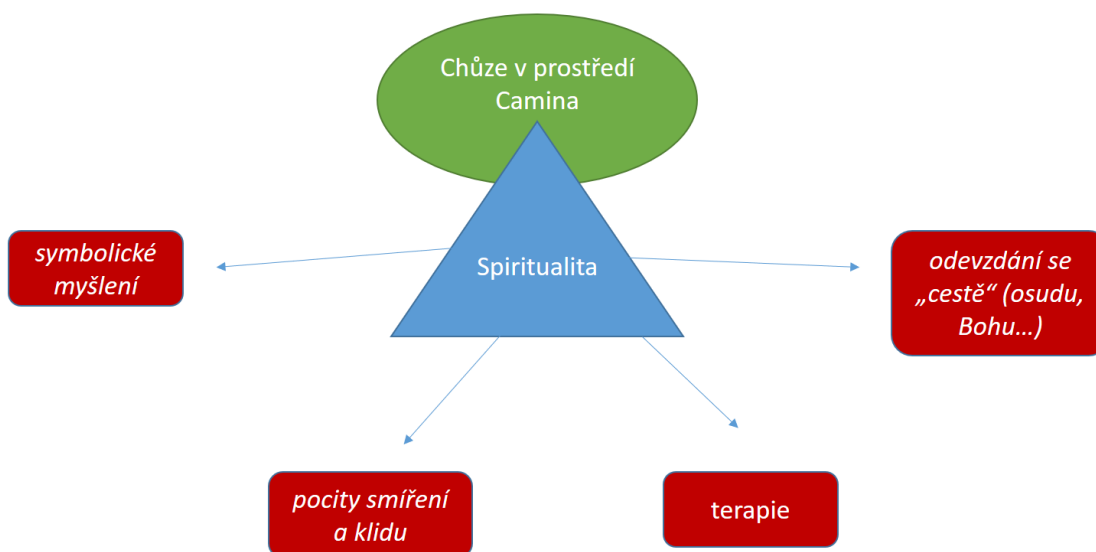 Chůze v prostředí
Camina
Spiritualita
symbolické
myšlení
odevzdání se
„cestě“ (osudu,
Bohu…)
pocity smíření
a klidu
terapie